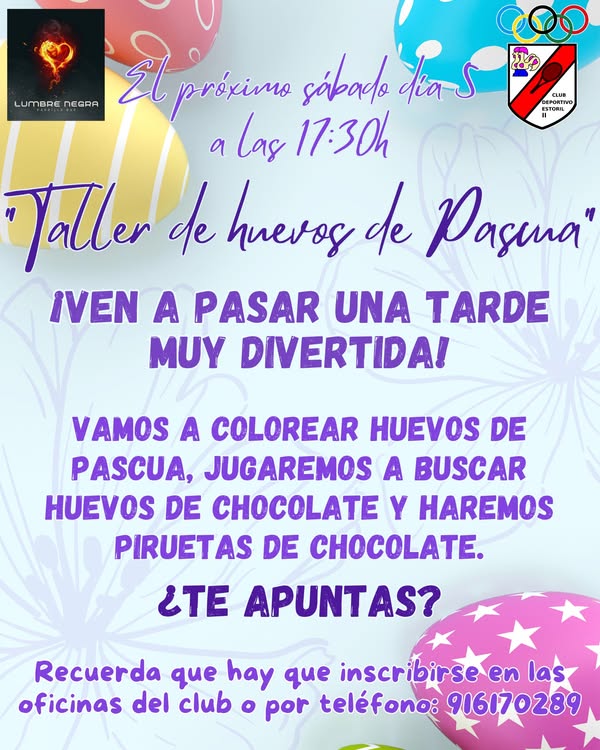 LUMBRE NEGRA
PARRILLA BAR
CLUB
DEPORTIVO
ESTORIL
II
El próximo sábado día 5
a las 17:30h
"Taller de huevos de Pascua"
¡VEN A PASAR UNA TARDE
MUY DIVERTIDA!
VAMOS A COLOREAR HUEVOS DE
PASCUA, JUGAREMOS A BUSCAR
HUEVOS DE CHOCOLATE Y HAREMOS
PIRUETAS DE CHOCOLATE.
¿TE APUNTAS?
Recuerda que hay que inscribirse en las
oficinas del club o por teléfono: 916170289